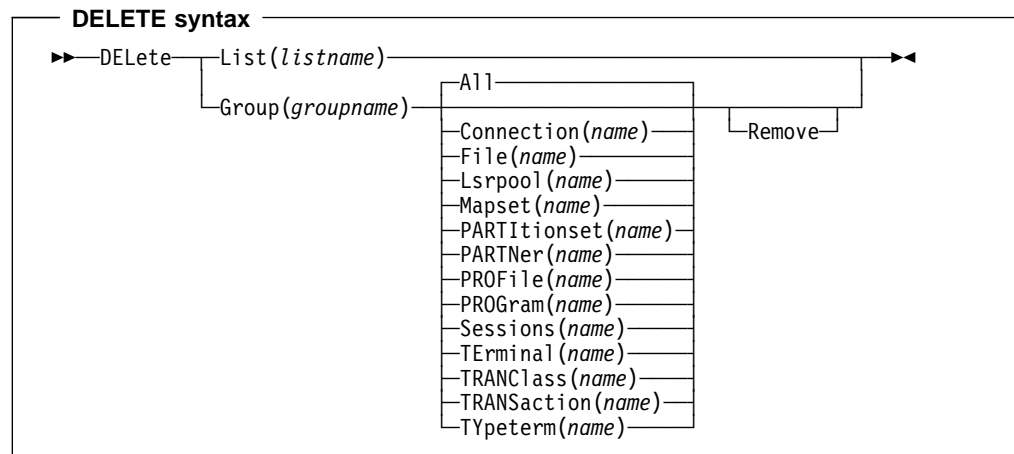 DELETE syntax
►►──DELete──List(listname)──►◄
All
Group(groupname)
Connection(name) Remove
File(name)
Lsrpool(name)
Mapset(name)
PARTItionset(name)
PARTNer(name)
PROFile(name)
PROGram(name)
Sessions(name)
TErminal(name)
TRANClass(name)
TRANSaction(name)
TYpeterm(name)